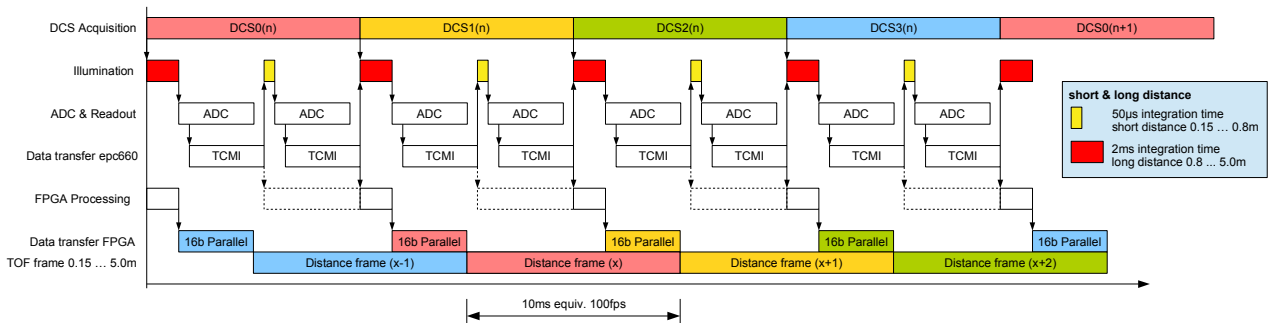 DCS Acquisition DCS0(n) DCS1(n) DCS2(n) DCS3(n) DCS0(n+1)
Illumination
ADC & Readout ADC ADC ADC ADC ADC ADC ADC ADC
Data transfer epc660 TCMI TCMI TCMI TCMI TCMI TCMI TCMI TCMI
FPGA Processing
Data transfer FPGA 16b Parallel 16b Parallel 16b Parallel 16b Parallel 16b Parallel
TOF frame 0.15 … 5.0m Distance frame (x-1) Distance frame (x) Distance frame (x+1) Distance frame (x+2)
10ms equiv. 100fps
short & long distance
50µs integration time
short distance 0.15 … 0.8m
2ms integration time
long distance 0.8 ... 5.0m